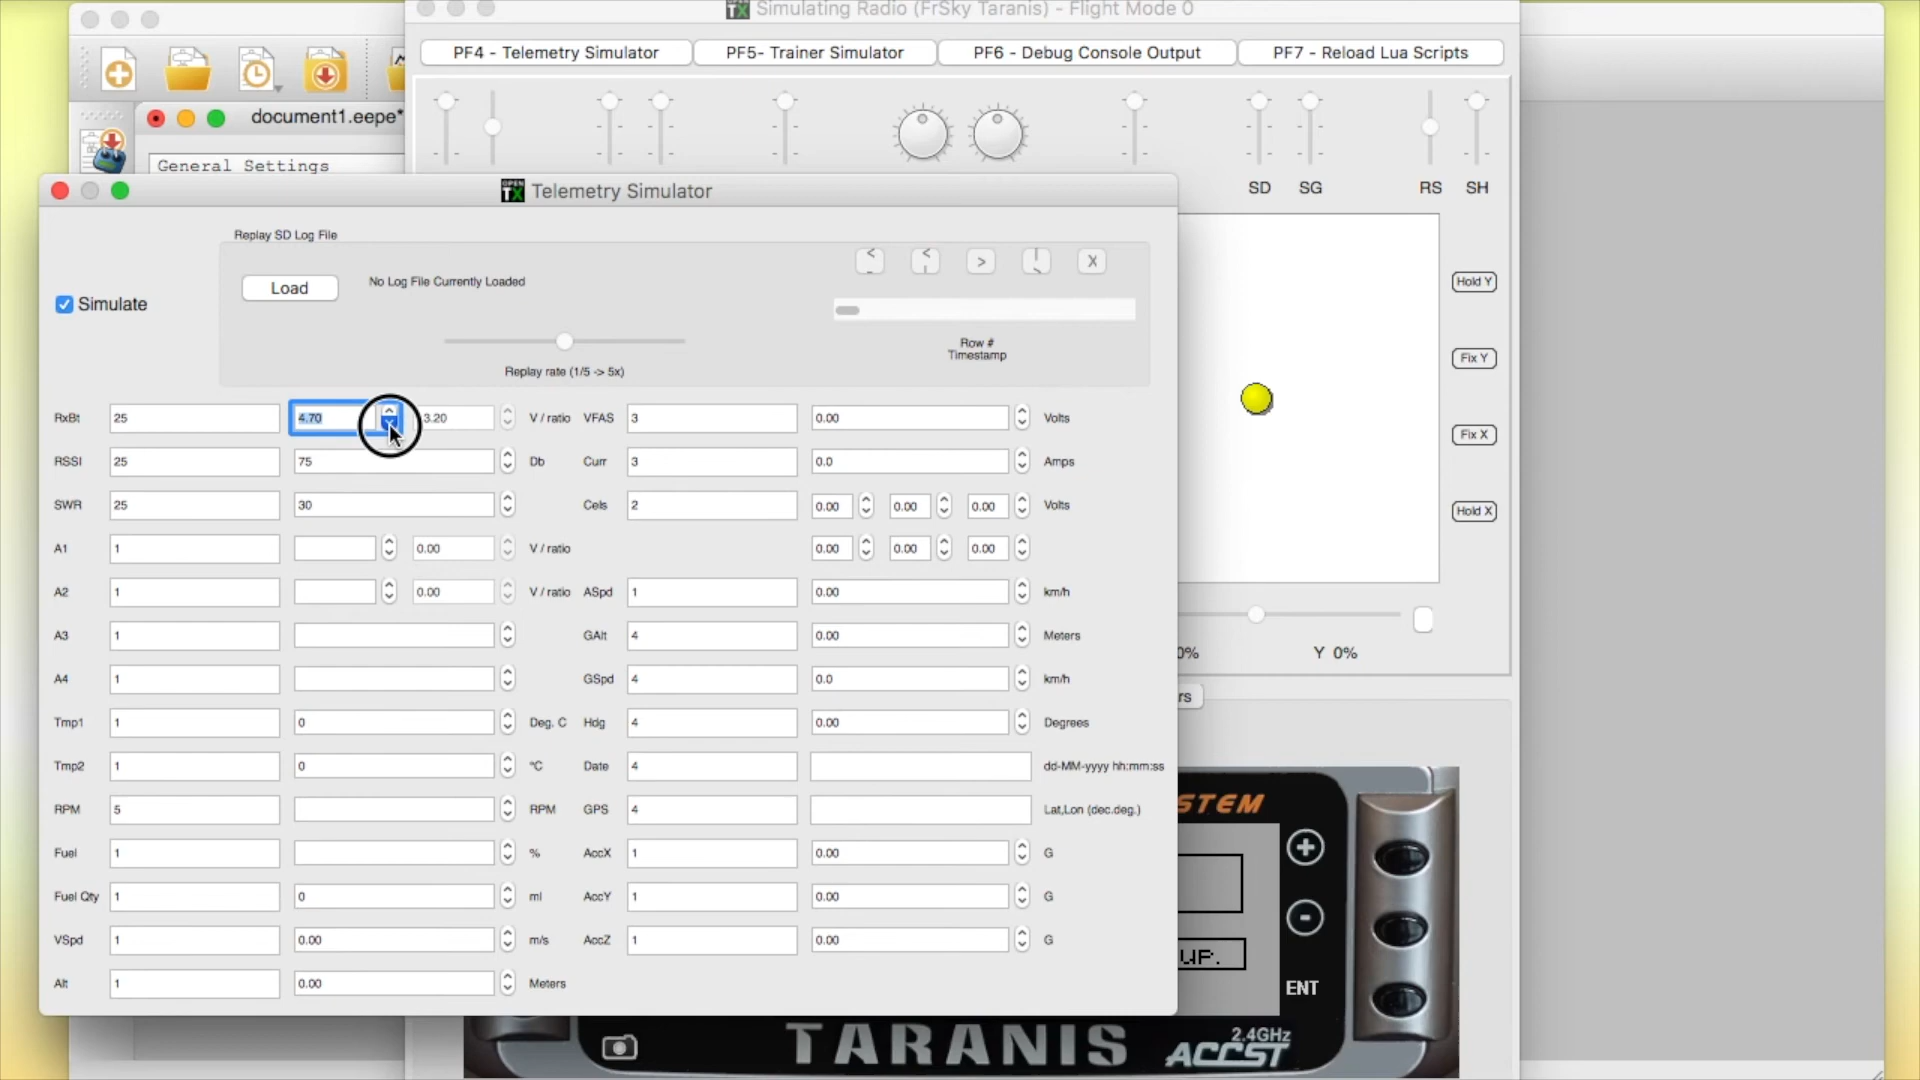 OPEN TX Simulating Radio (FrSky Taranis) - Flight Mode 0
PF4 - Telemetry Simulator PF5- Trainer Simulator PF6 - Debug Console Output PF7 - Reload Lua Scripts
document1.eepe*
General Settings
SD SG RS SH
OPEN TX Telemetry Simulator
Replay SD Log File
Load No Log File Currently Loaded > X
Simulate
Row #
Timestamp
Replay rate (1/5 -> 5x)
RxBt 25 4.70 3.20 V / ratio VFAS 3 0.00 Volts
RSSI 25 75 Db Curr 3 0.0 Amps
SWR 25 30 Cels 2 0.00 0.00 0.00 Volts
A1 1 0.00 V / ratio 0.00 0.00 0.00
A2 1 0.00 V / ratio ASpd 1 0.00 km/h
A3 1 GAlt 4 0.00 Meters
A4 1 GSpd 4 0.0 km/h
Tmp1 1 0 Deg. C Hdg 4 0.00 Degrees
Tmp2 1 0 °C Date 4 dd-MM-yyyy hh:mm:ss
RPM 5 RPM GPS 4 Lat,Lon (dec.deg.)
Fuel 1 % AccX 1 0.00 G
Fuel Qty 1 0 ml AccY 1 0.00 G
VSpd 1 0.00 m/s AccZ 1 0.00 G
Alt 1 0.00 Meters
Hold Y
Fix Y
Fix X
Hold X
0% Y 0%
rs
STEM
UP.
ENT
TARANIS 2.4GHz
ACCST